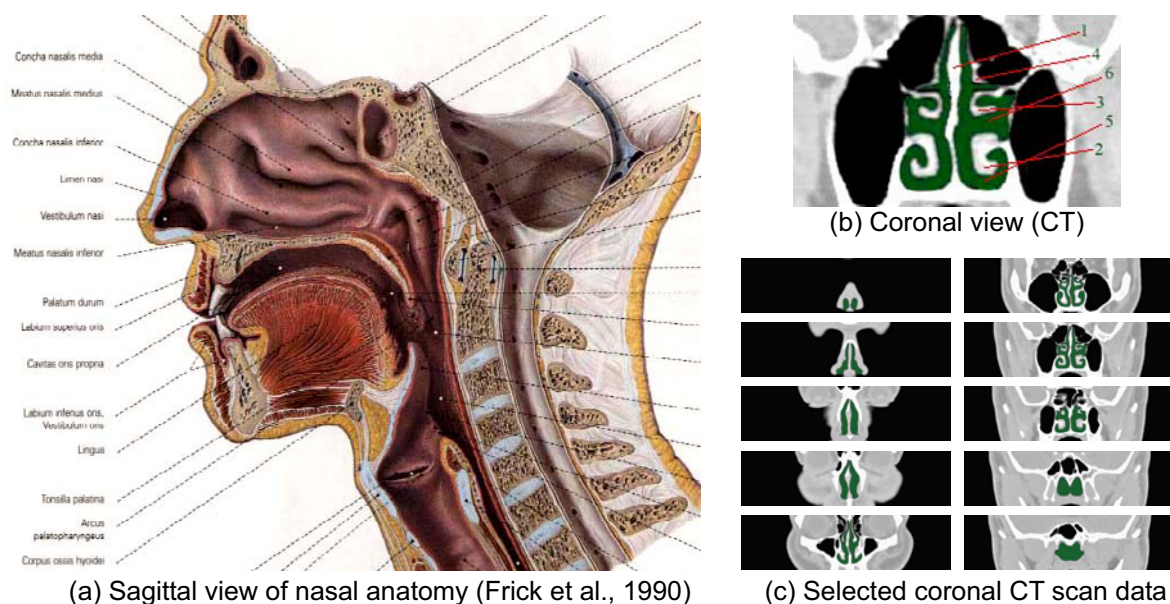 Concha nasalis media
Meatus nasalis medius
Concha nasalis inferior
Limen nasi
Vestibulum nasi
Meatus nasalis inferior
Palatum durum
Labium superius oris
Cavitas oris propria
Labium inferius oris,
Vestibulum oris
Lingua
Tonsilla palatina
Arcus
palatopharyngeus
Corpus ossis hyoidei
(a) Sagittal view of nasal anatomy (Frick et al., 1990)
1
4
6
3
5
2
(b) Coronal view (CT)
(c) Selected coronal CT scan data